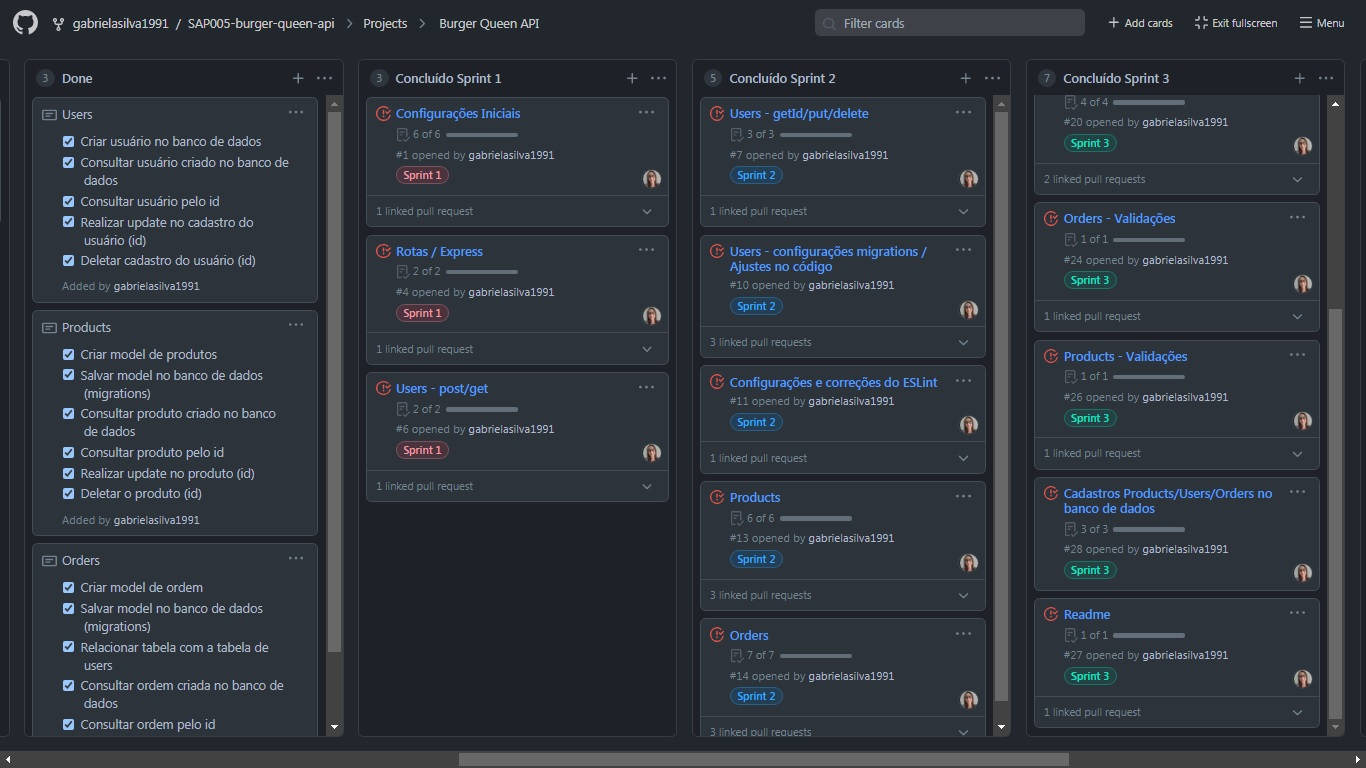 gabrielasilva1991 / SAP005-burger-queen-api > Projects > Burger Queen API
Filter cards
+ Add cards
Exit fullscreen
Menu
3 Done
Users
Criar usuário no banco de dados
Consultar usuário criado no banco de
dados
Consultar usuário pelo id
Realizar update no cadastro do
usuário (id)
Deletar cadastro do usuário (id)
Added by gabrielasilva1991
Products
Criar model de produtos
Salvar model no banco de dados
(migrations)
Consultar produto criado no banco
de dados
Consultar produto pelo id
Realizar update no produto (id)
Deletar o produto (id)
Added by gabrielasilva1991
Orders
Criar model de ordem
Salvar model no banco de dados
(migrations)
Relacionar tabela com a tabela de
users
Consultar ordem criada no banco de
dados
Consultar ordem pelo id
3 Concluído Sprint 1
Configurações Iniciais
6 of 6
#1 opened by gabrielasilva1991
Sprint 1
1 linked pull request
Rotas / Express
2 of 2
#4 opened by gabrielasilva1991
Sprint 1
1 linked pull request
Users - post/get
2 of 2
#6 opened by gabrielasilva1991
Sprint 1
1 linked pull request
5 Concluído Sprint 2
Users - getId/put/delete
3 of 3
#7 opened by gabrielasilva1991
Sprint 2
1 linked pull request
Users - configurações migrations /
Ajustes no código
#10 opened by gabrielasilva1991
Sprint 2
3 linked pull requests
Configurações e correções do ESLint
#11 opened by gabrielasilva1991
Sprint 2
1 linked pull request
Products
6 of 6
#13 opened by gabrielasilva1991
Sprint 2
3 linked pull requests
Orders
7 of 7
#14 opened by gabrielasilva1991
Sprint 2
3 linked pull requests
7 Concluído Sprint 3
4 of 4
#20 opened by gabrielasilva1991
Sprint 3
2 linked pull requests
Orders - Validações
1 of 1
#24 opened by gabrielasilva1991
Sprint 3
1 linked pull request
Products - Validações
1 of 1
#26 opened by gabrielasilva1991
Sprint 3
1 linked pull request
Cadastros Products/Users/Orders no
banco de dados
3 of 3
#28 opened by gabrielasilva1991
Sprint 3
Readme
1 of 1
#27 opened by gabrielasilva1991
Sprint 3
1 linked pull request